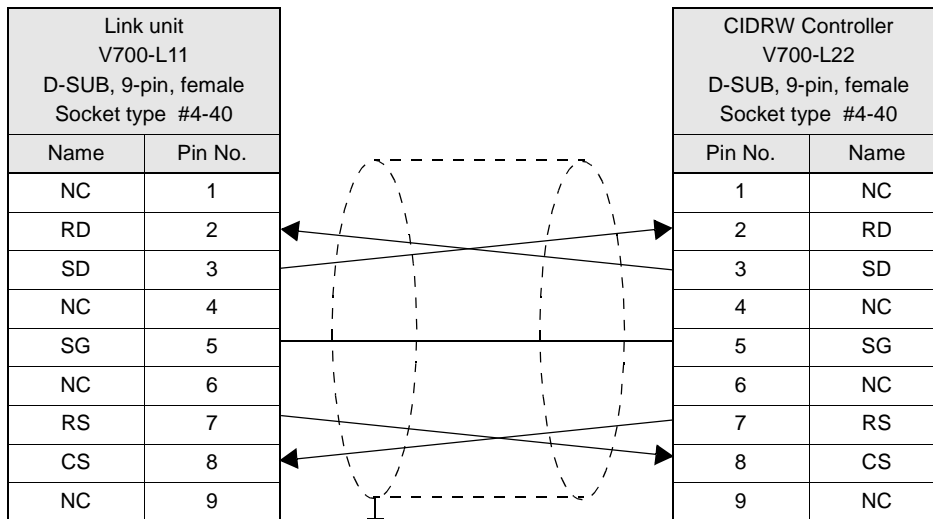 Link unit
V700-L11
D-SUB, 9-pin, female
Socket type #4-40
Name Pin No.
NC 1
RD 2
SD 3
NC 4
SG 5
NC 6
RS 7
CS 8
NC 9
CIDRW Controller
V700-L22
D-SUB, 9-pin, female
Socket type #4-40
Pin No. Name
1 NC
2 RD
3 SD
4 NC
5 SG
6 NC
7 RS
8 CS
9 NC